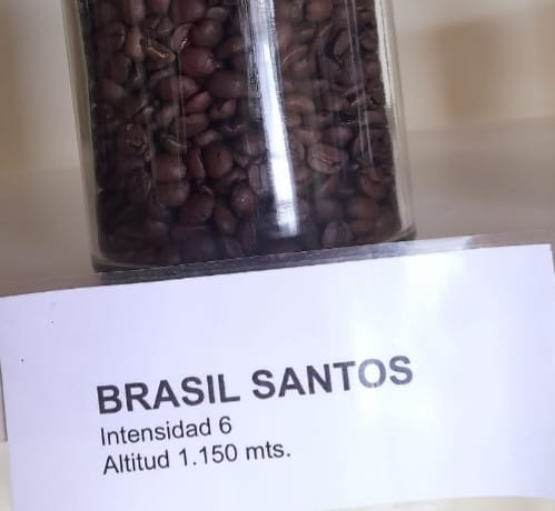 BRASIL SANTOS
Intensidad 6
Altitud 1.150 mts.